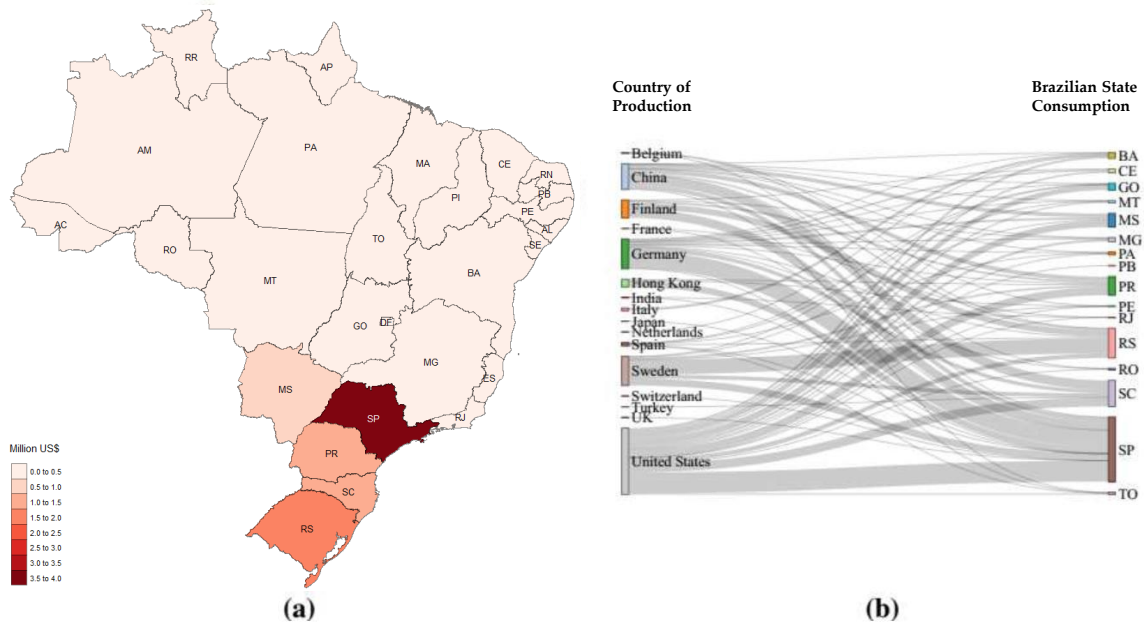 RR
AP
AM
PA
MA
CE
RN
PB
PI
PE
AL
SE
AC
RO
TO
BA
MT
GO
DF
MG
ES
MS
SP
RJ
PR
SC
RS
Million US$
0.0 to 0.5
0.5 to 1.0
1.0 to 1.5
1.5 to 2.0
2.0 to 2.5
2.5 to 3.0
3.0 to 3.5
3.5 to 4.0
(a)
Country of
Production
Belgium
China
Finland
France
Germany
Hong Kong
India
Italy
Japan
Netherlands
Spain
Sweden
Switzerland
Turkey
UK
United States
Brazilian State
Consumption
BA
CE
GO
MT
MS
MG
PA
PB
PR
PE
RJ
RS
RO
SC
SP
TO
(b)